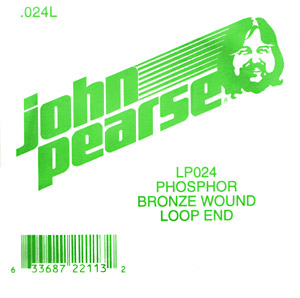 .024L
john
pearse®
LP024
PHOSPHOR
BRONZE WOUND
LOOP END
6 33687 22113 2